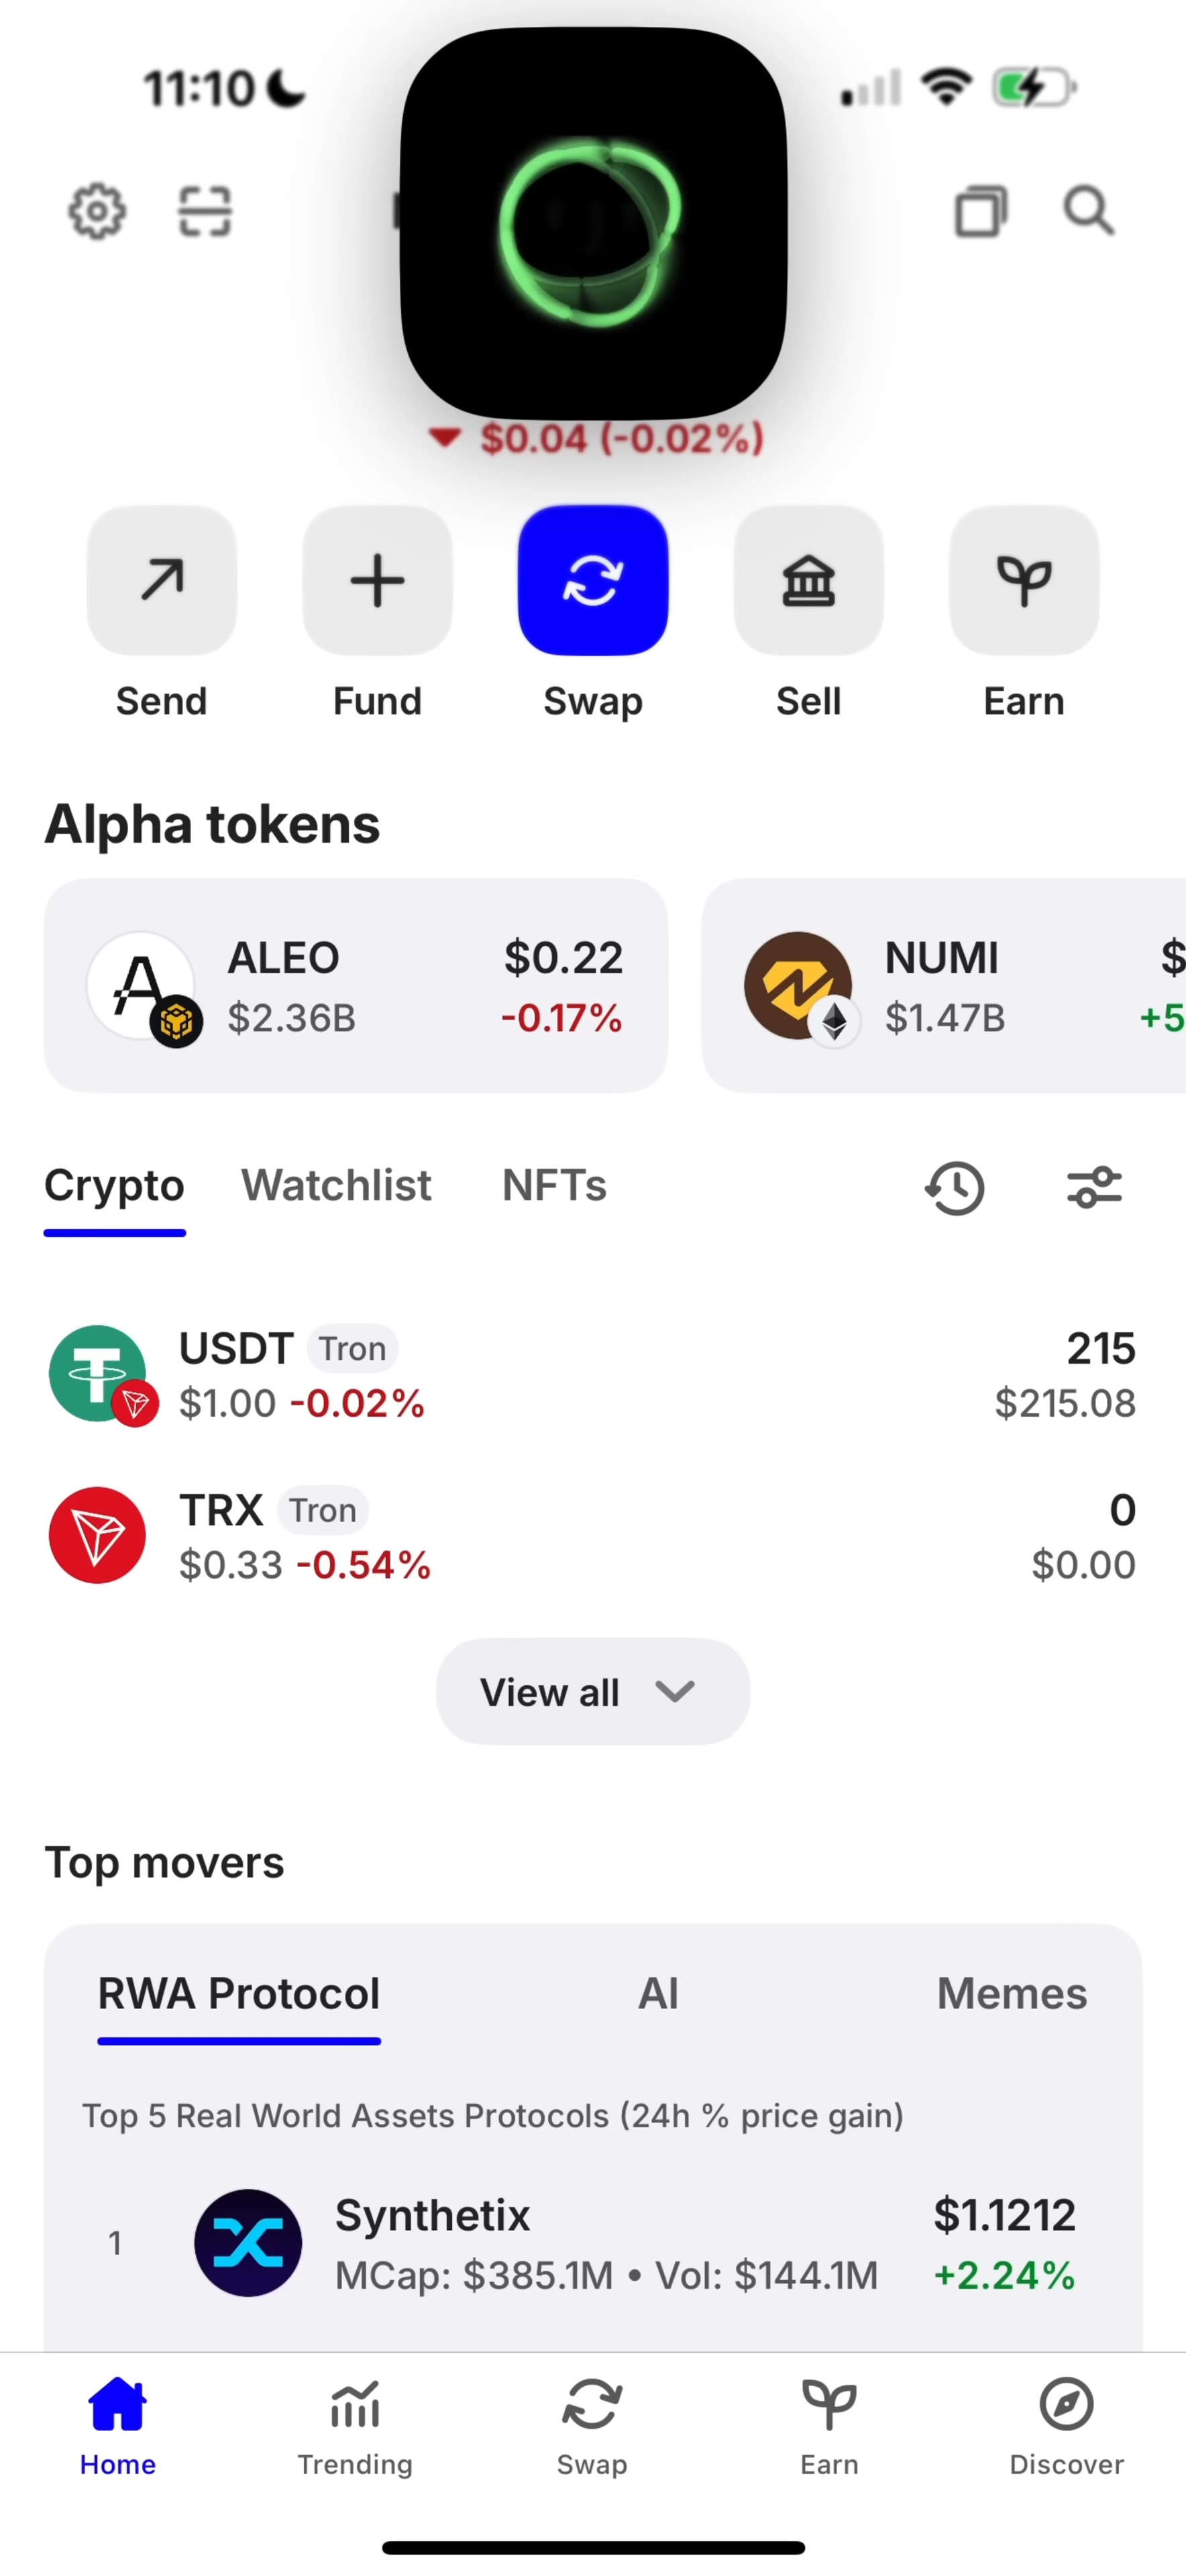 11:10
$0.04 (-0.02%)
Send
Fund
Swap
Sell
Earn
Alpha tokens
ALEO
$0.22
$2.36B
-0.17%
NUMI
$
$1.47B
+5
Crypto
Watchlist
NFTs
USDT
Tron
215
$1.00 -0.02%
$215.08
TRX
Tron
0
$0.33 -0.54%
$0.00
View all
Top movers
RWA Protocol
AI
Memes
Top 5 Real World Assets Protocols (24h % price gain)
1
Synthetix
$1.1212
MCap: $385.1M • Vol: $144.1M
+2.24%
Home
Trending
Swap
Earn
Discover